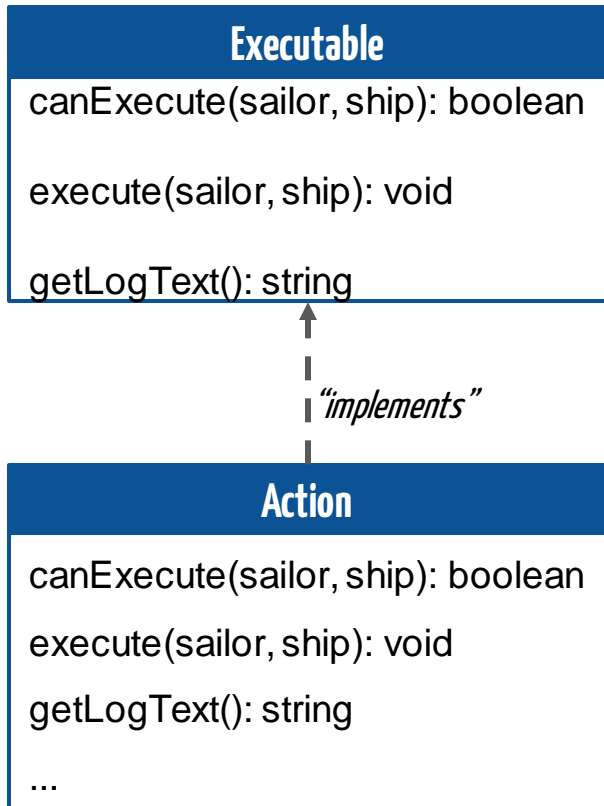 Executable
canExecute(sailor, ship): boolean
execute(sailor, ship): void
getLogText(): string
“implements”
Action
canExecute(sailor, ship): boolean
execute(sailor, ship): void
getLogText(): string
...